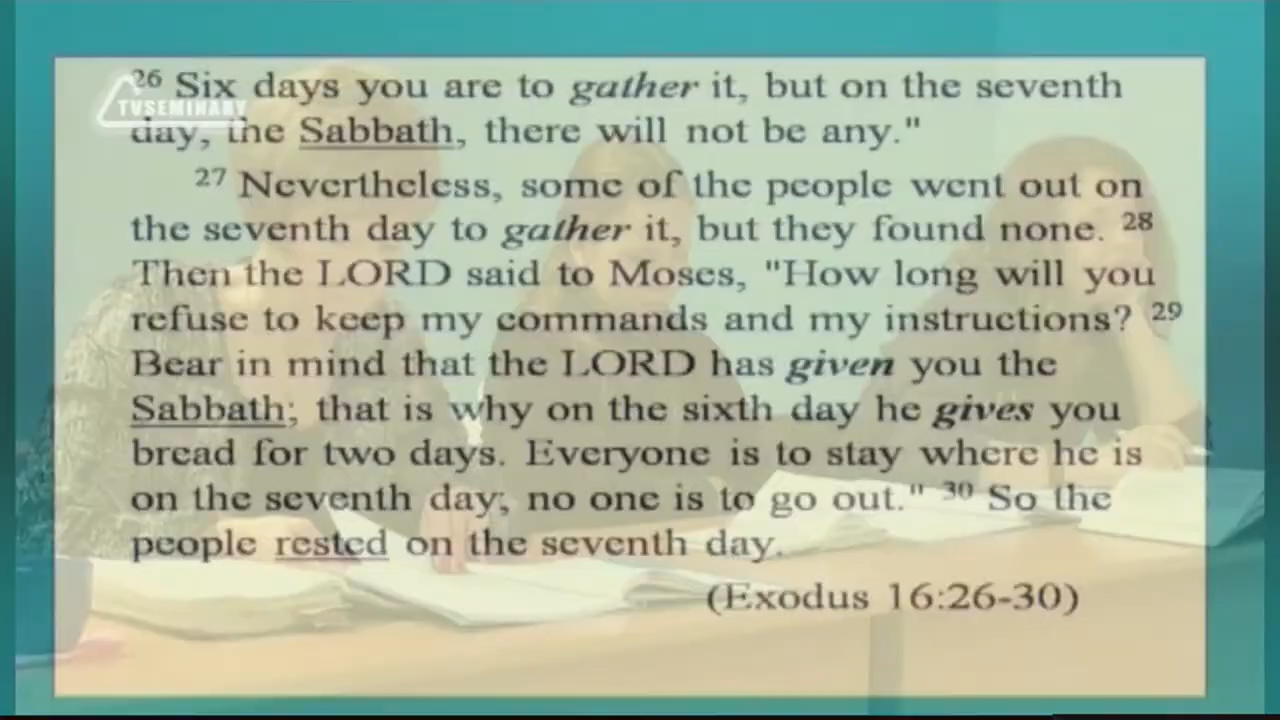 TVSEMINARY
26 Six days you are to gather it, but on the seventh
day, the Sabbath, there will not be any."
27 Nevertheless, some of the people went out on
the seventh day to gather it, but they found none. 28
Then the LORD said to Moses, "How long will you
refuse to keep my commands and my instructions? 29
Bear in mind that the LORD has given you the
Sabbath; that is why on the sixth day he gives you
bread for two days. Everyone is to stay where he is
on the seventh day; no one is to go out." 30 So the
people rested on the seventh day.
(Exodus 16:26-30)